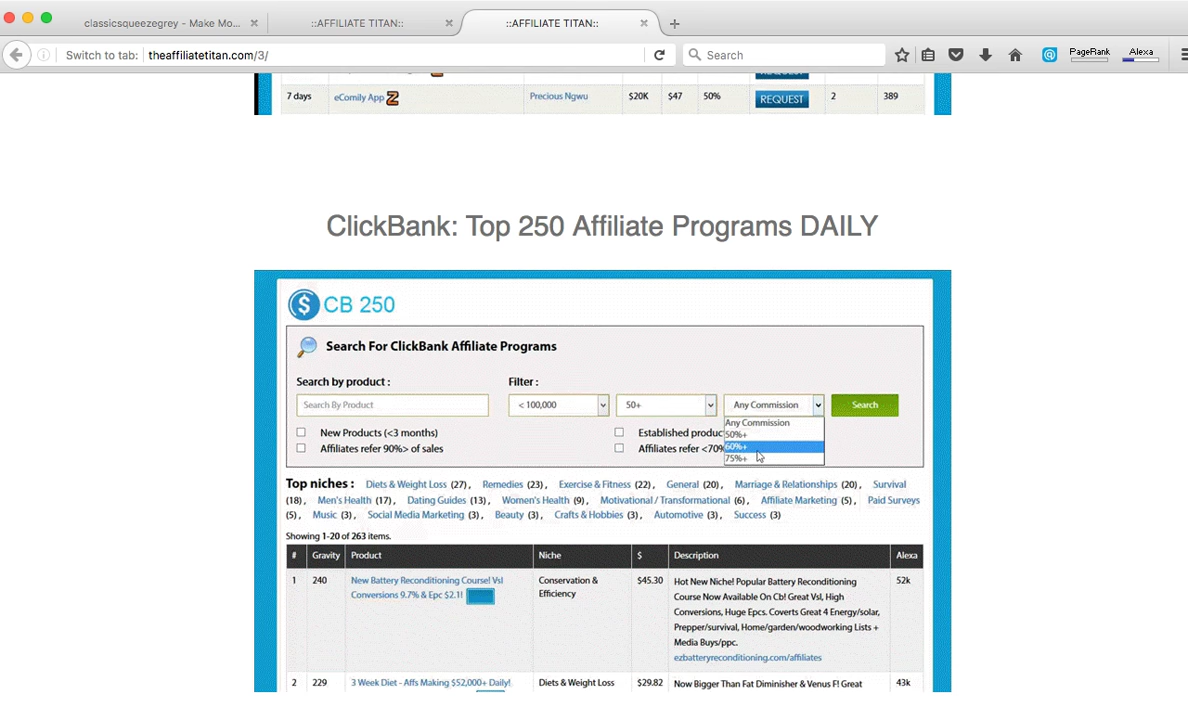 classicsqueezegrey - Make Mo...
::AFFILIATE TITAN::
::AFFILIATE TITAN::
Switch to tab: theaffiliatetitan.com/3/
Search
PageRank
Alexa
7 days eComily App Z Precious Ngwu $20K $47 50% REQUEST 2 389
ClickBank: Top 250 Affiliate Programs DAILY
$ CB 250
Search For ClickBank Affiliate Programs
Search by product : Filter :
Search By Product < 100,000 50+ Any Commission Search
New Products (<3 months) Established produc Any Commission
50%+
Affiliates refer 90%> of sales Affiliates refer <70% 60%+
75%+
Top niches : Diets & Weight Loss (27), Remedies (23), Exercise & Fitness (22), General (20), Marriage & Relationships (20), Survival
(18), Men's Health (17), Dating Guides (13), Women's Health (9), Motivational / Transformational (6), Affiliate Marketing (5), Paid Surveys
(5), Music (3), Social Media Marketing (3), Beauty (3), Crafts & Hobbies (3), Automotive (3), Success (3)
Showing 1-20 of 263 items.
# Gravity Product Niche $ Description Alexa
1 240 New Battery Reconditioning Course! Vsl Conservation & $45.30 Hot New Niche! Popular Battery Reconditioning 52k
Conversions 9.7% & Epc $2.1! Efficiency Course Now Available On Cb! Great Vsl, High
Conversions, Huge Epcs. Coverts Great 4 Energy/solar,
Prepper/survival, Home/garden/woodworking Lists +
Media Buys/ppc.
ezbatteryreconditioning.com/affiliates
2 229 3 Week Diet - Affs Making $52,000+ Daily! Diets & Weight Loss $29.82 Now Bigger Than Fat Diminisher & Venus F! Great 43k